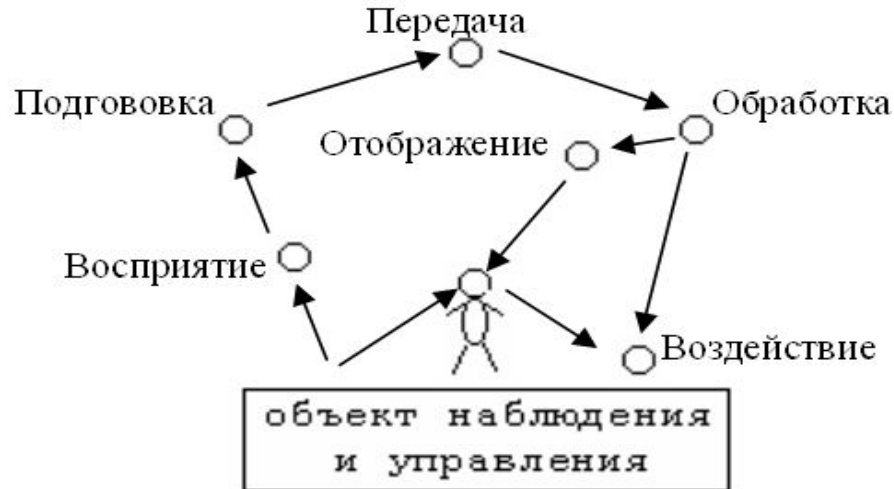 Передача
Подгововка
Обработка
Отображение
Восприятие
Воздействие
объект наблюдения
и управления